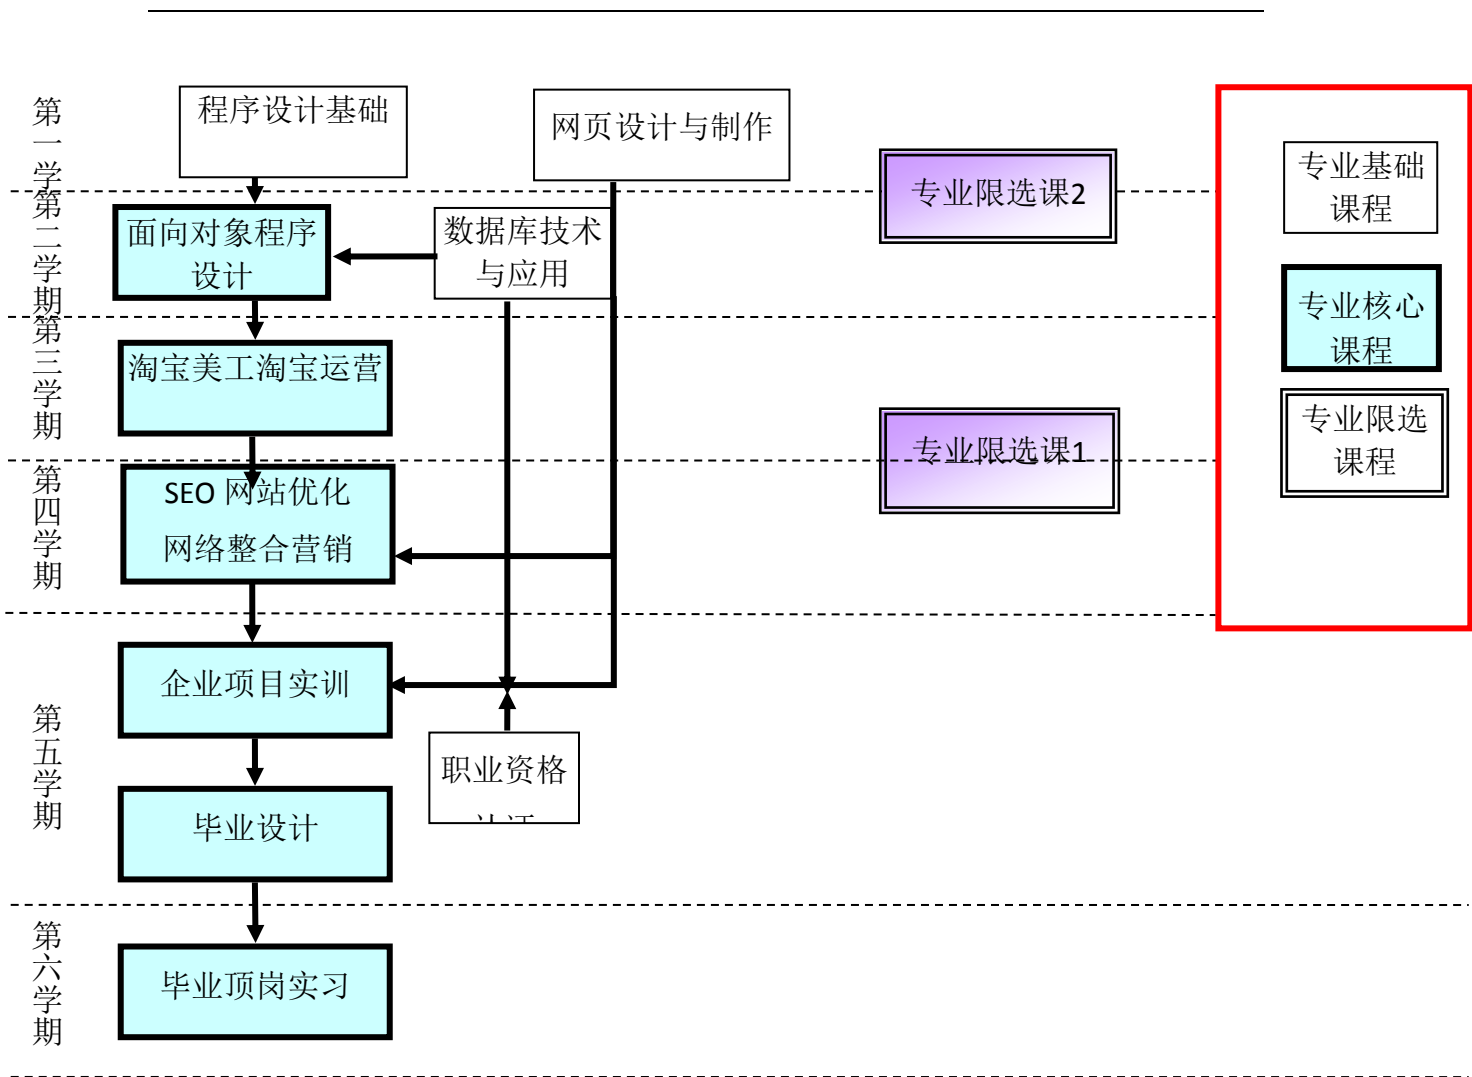 第一学
程序设计基础
网页设计与制作
专业限选课2
专业基础
课程
第二学期
面向对象程序
设计
数据库技术
与应用
专业核心
课程
第三学期
淘宝美工淘宝运营
专业限选课1
专业限选
课程
第四学期
SEO 网站优化
网络整合营销
第五学期
企业项目实训
职业资格
毕业设计
第六学期
毕业顶岗实习